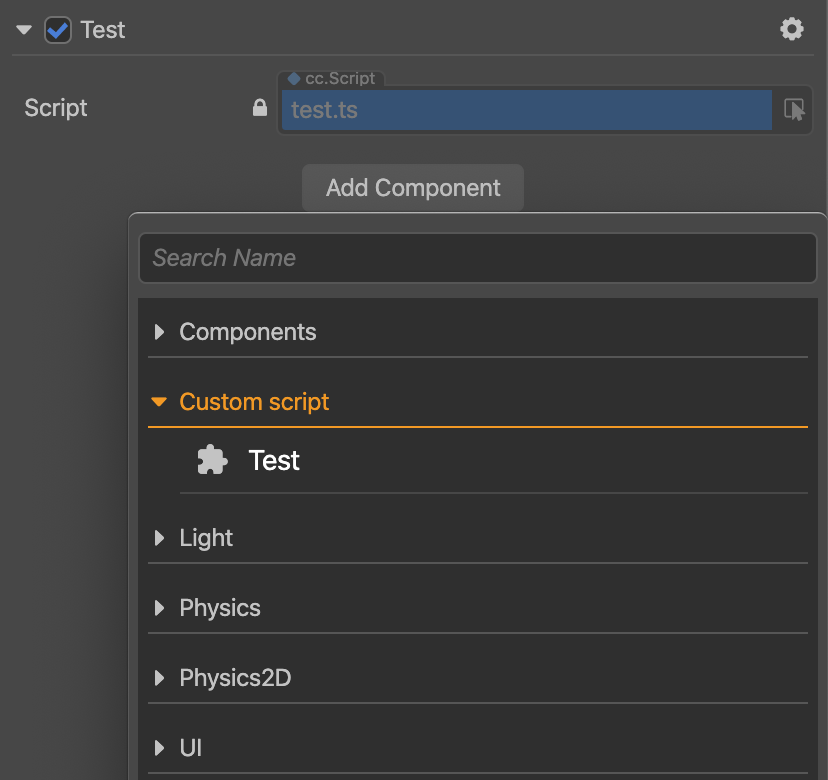 Test
cc.Script
Script
test.ts
Add Component
Search Name
Components
Custom script
Test
Light
Physics
Physics2D
UI